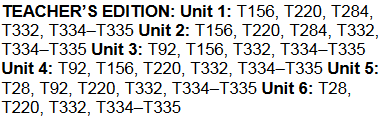 TEACHER'S EDITION: Unit 1: T156, T220, T284,
T332, T334–T335 Unit 2: T156, T220, T284, T332,
T334–T335 Unit 3: T92, T156, T332, T334–T335
Unit 4: T92, T156, T220, T332, T334–T335 Unit 5:
T28, T92, T220, T332, T334–T335 Unit 6: T28,
T220, T332, T334–T335